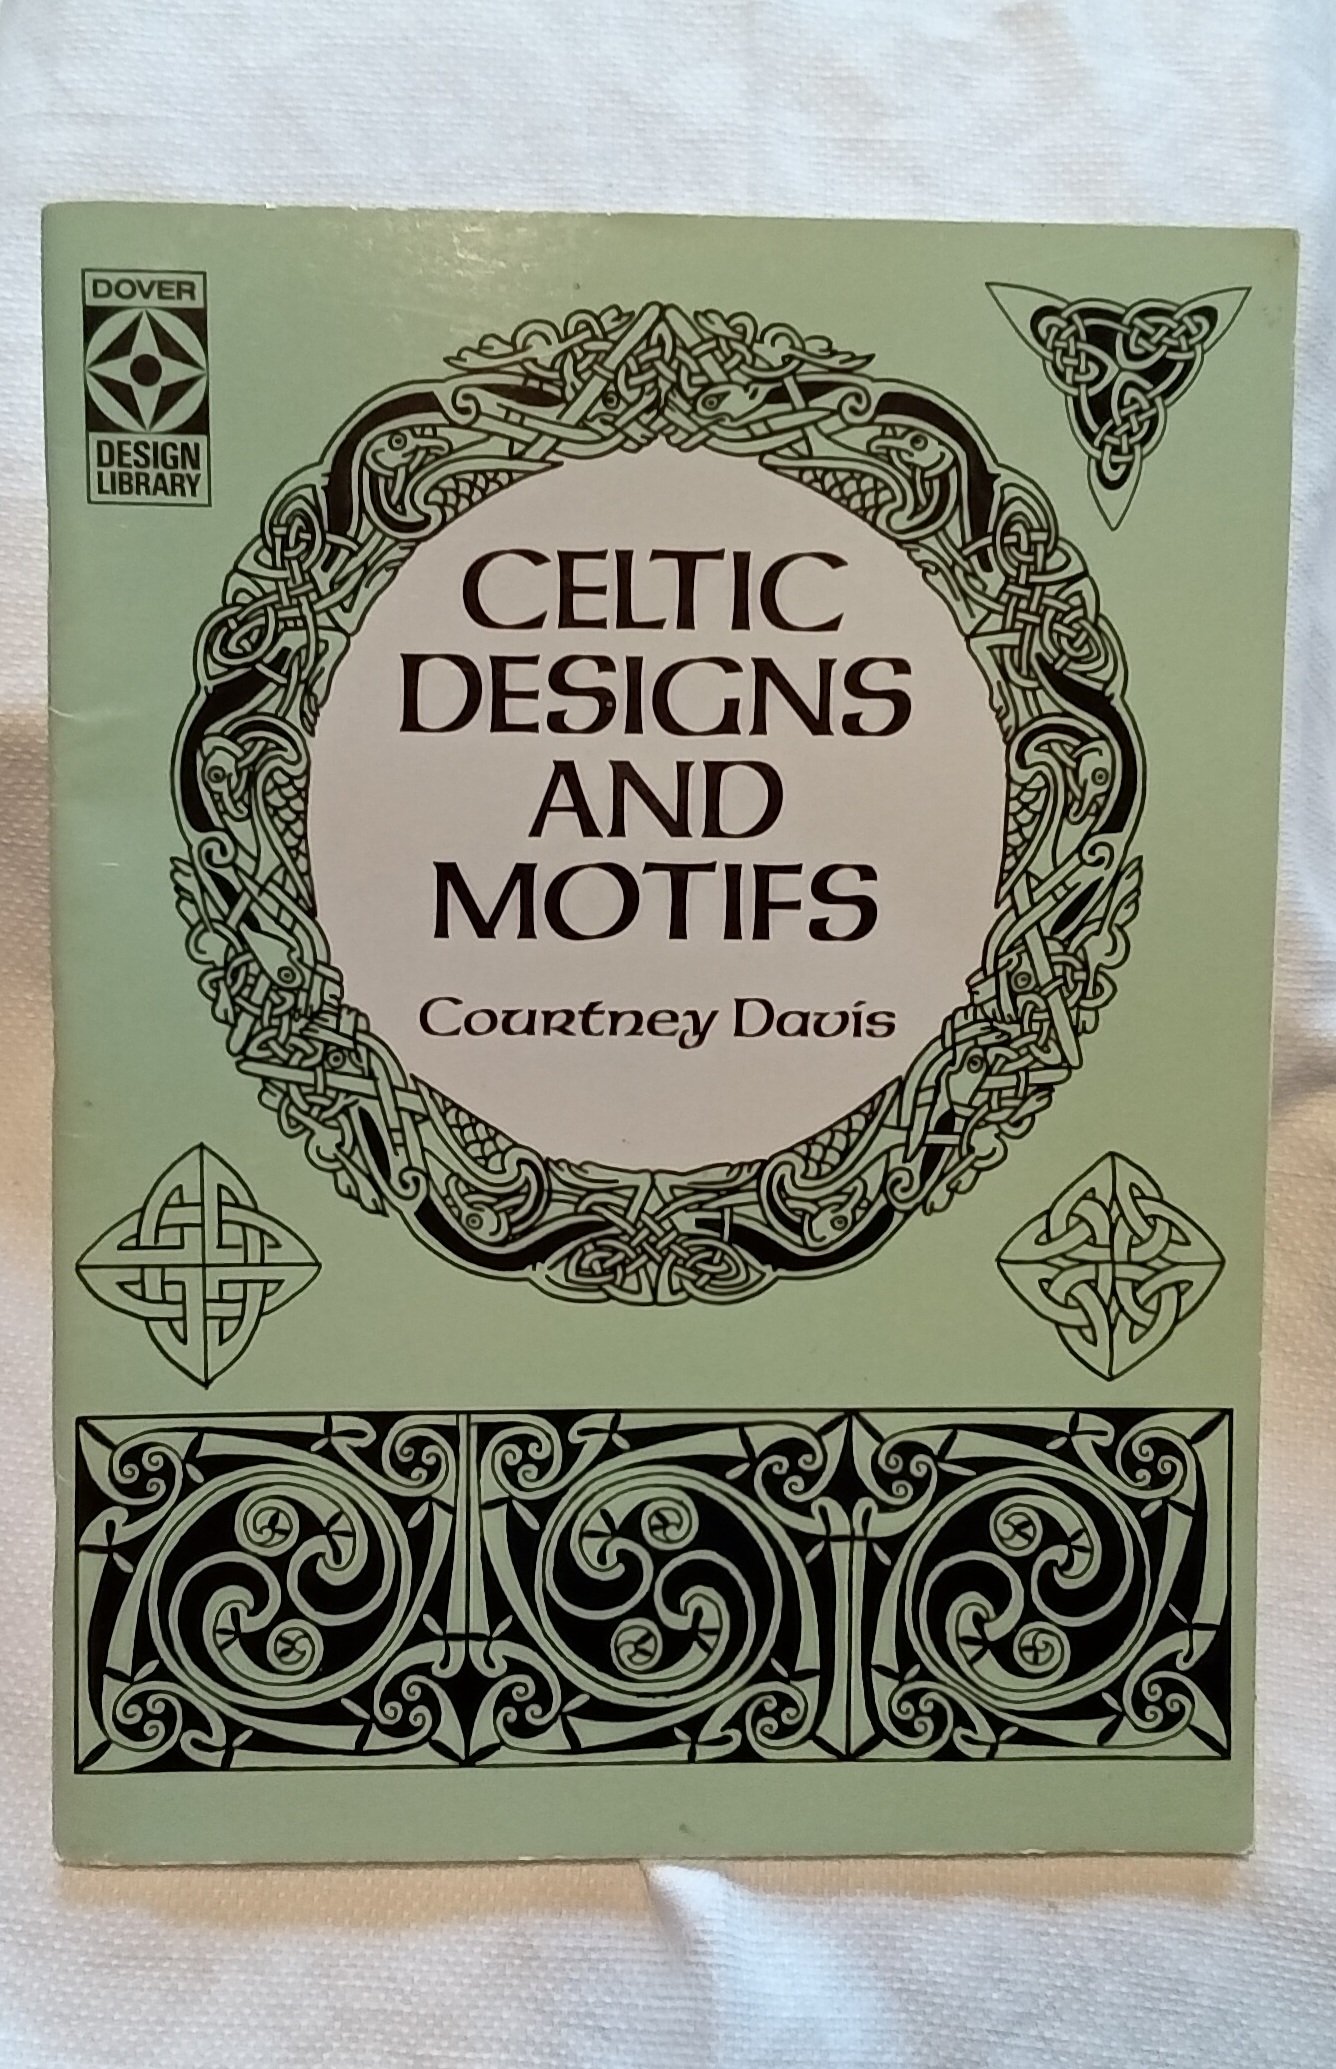 DOVER
DESIGN
LIBRARY
CELTIC
DESIGNS
AND
MOTIFS
Courtney Davis